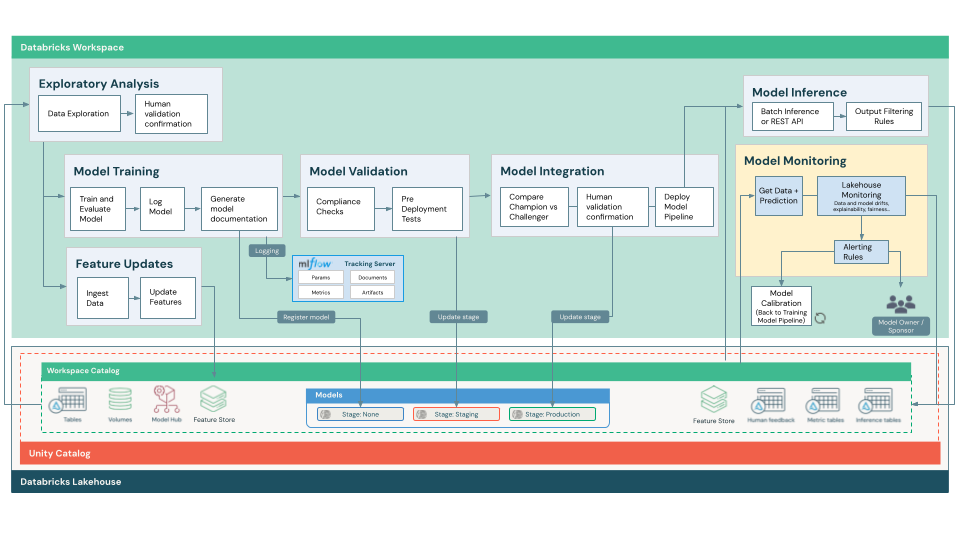 Databricks Workspace
Exploratory Analysis
Data Exploration
Human
validation
confirmation
Model Inference
Batch Inference
or REST API
Output Filtering
Rules
Model Training
Train and
Evaluate
Model
Log
Model
Generate
model
documentation
Model Validation
Compliance
Checks
Pre
Deployment
Tests
Model Integration
Compare
Champion vs
Challenger
Human
validation
confirmation
Deploy
Model
Pipeline
Model Monitoring
Get Data +
Prediction
Lakehouse
Monitoring
Data and model drifts,
explainability, fairness...
Alerting
Rules
Feature Updates
Ingest
Data
Update
Features
Logging
mlflow Tracking Server
Params
Documents
Metrics
Artifacts
Model
Calibration
(Back to Training
Model Pipeline)
Model Owner /
Sponsor
Register model
Update stage
Update stage
Workspace Catalog
Tables
Volumes
Model Hub
Feature Store
Models
Stage: None
Stage: Staging
Stage: Production
Feature Store
Human feedback
Metric tables
Inference tables
Unity Catalog
Databricks Lakehouse